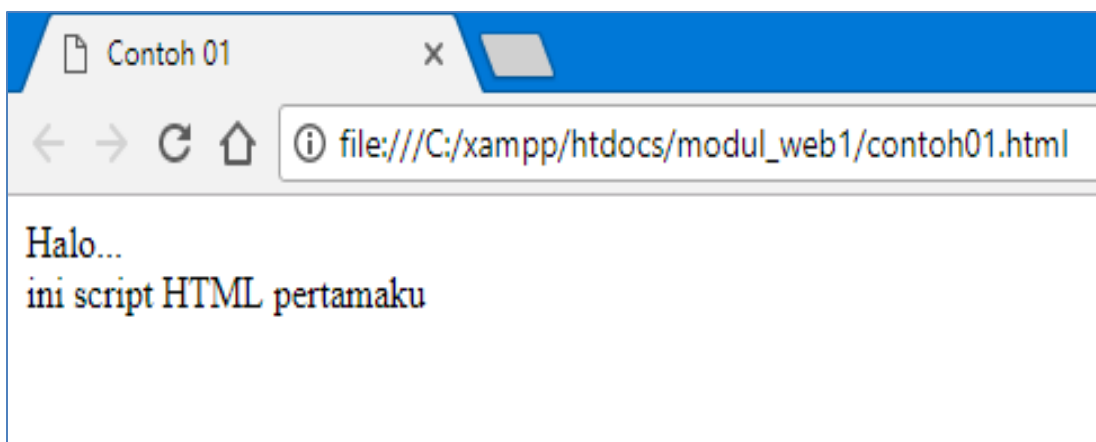 Contoh 01
file:///C:/xampp/htdocs/modul_web1/contoh01.html
Halo...
ini script HTML pertamaku